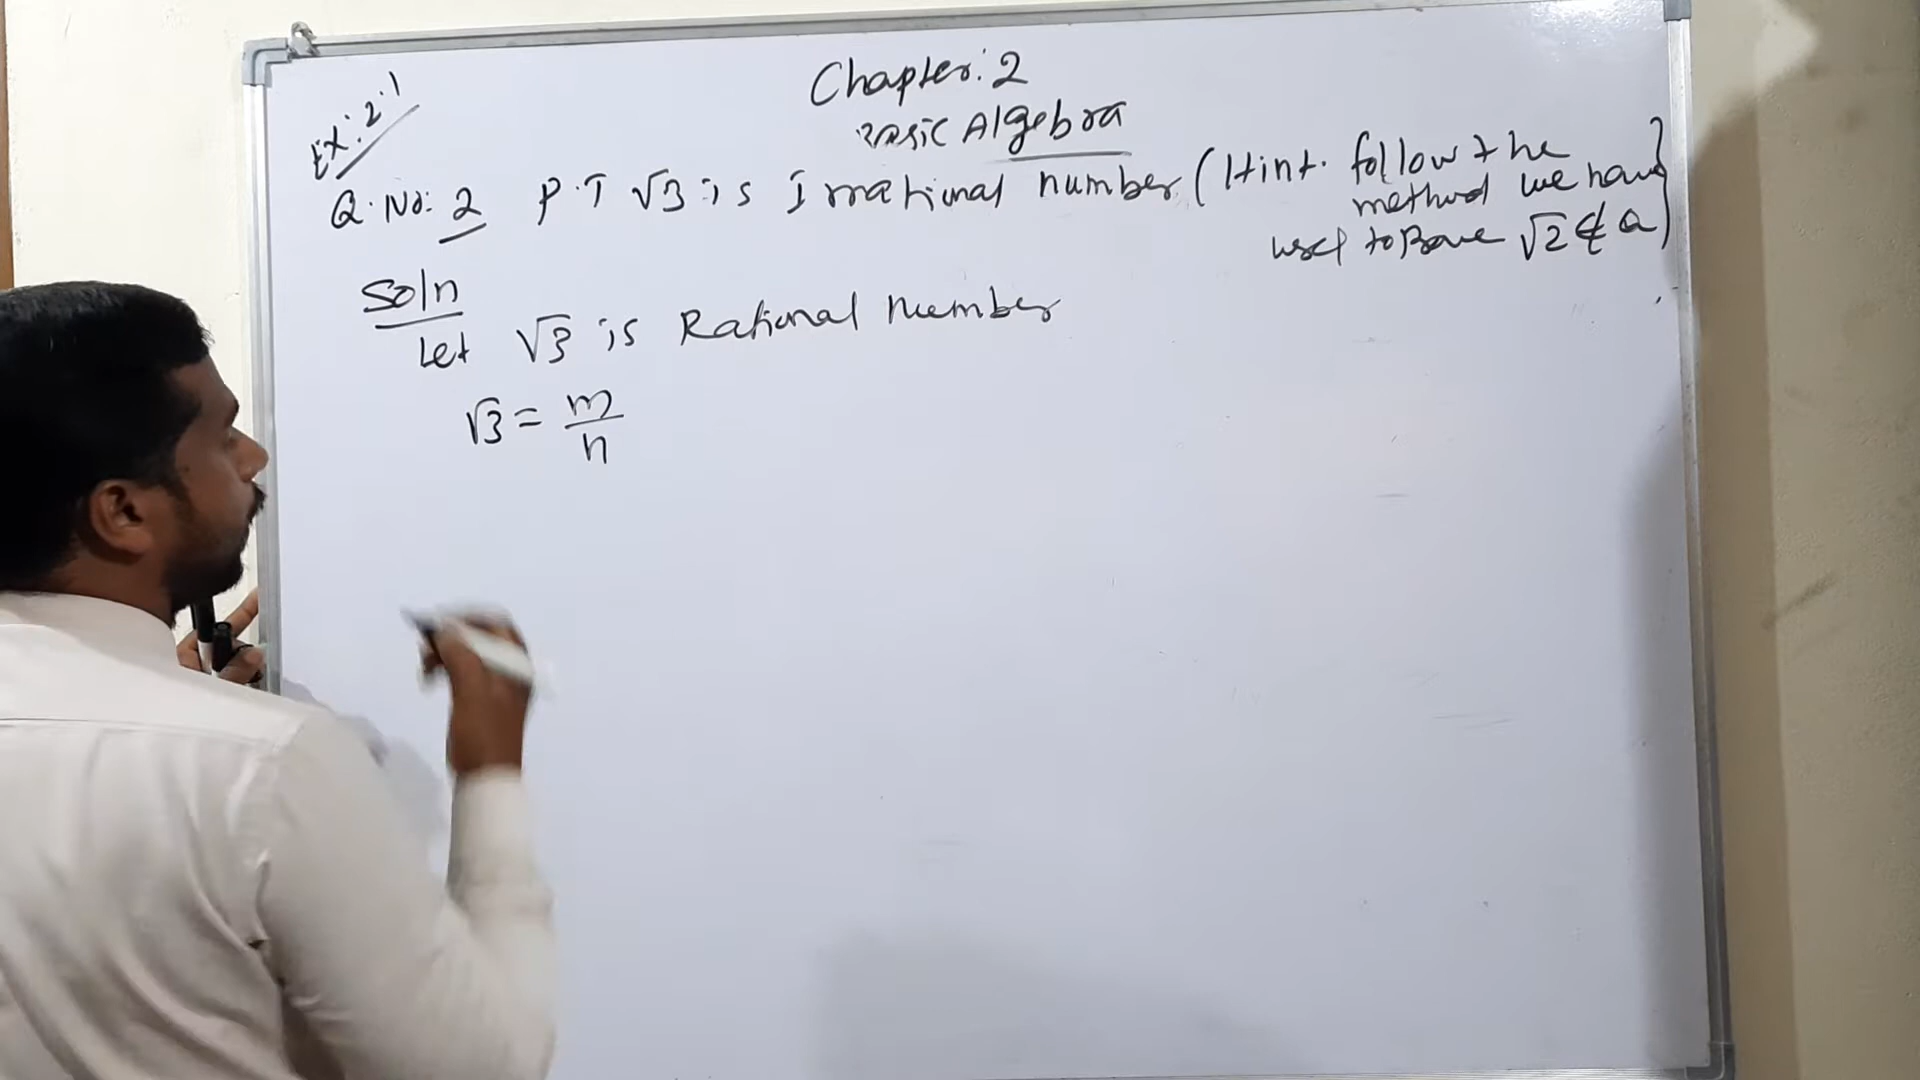 Chapter: 2
Basic Algebra
Ex: 2.1
Q. No: 2 P.T √3 is Irrational number (Hint. follow the
method we have
used to Prove √2 ∉ Q)
Soln
Let √3 is Rational Number
√3 = m/n